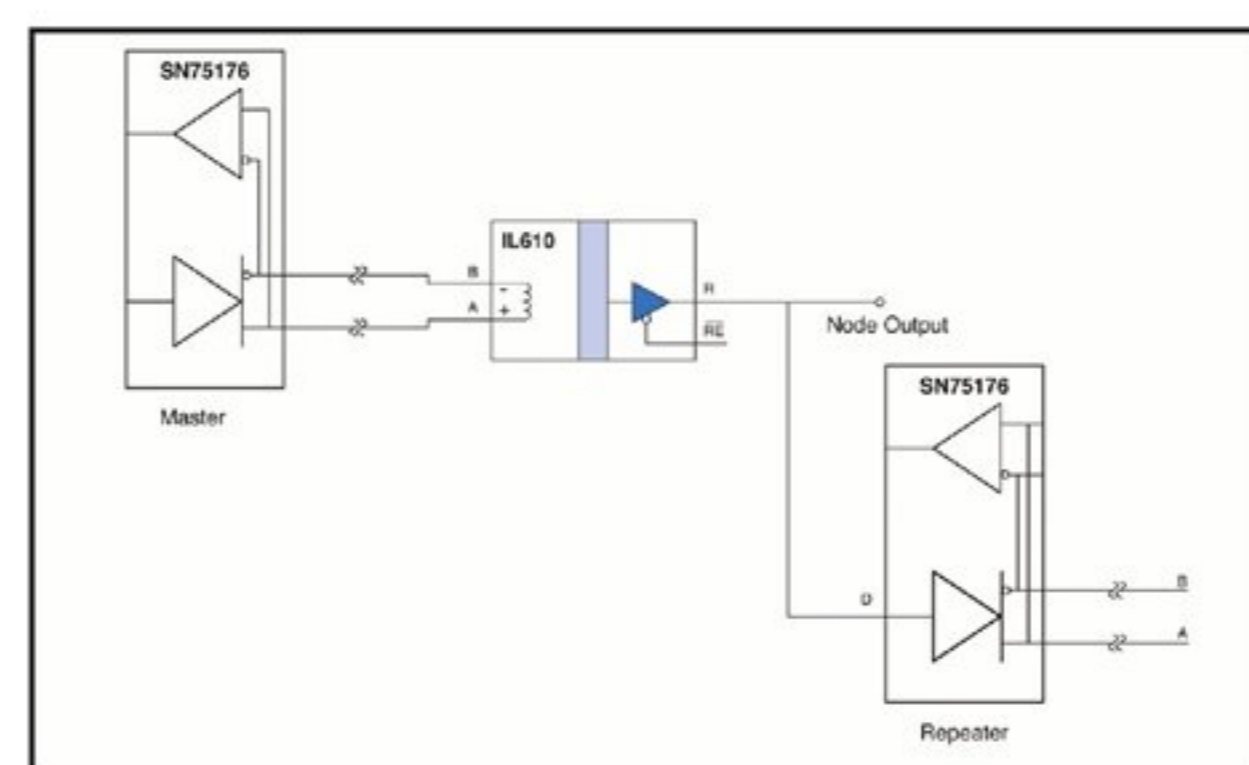 SN75176
IL610
B
-
A
+
R
RE
Node Output
Master
SN75176
D
B
A
Repeater